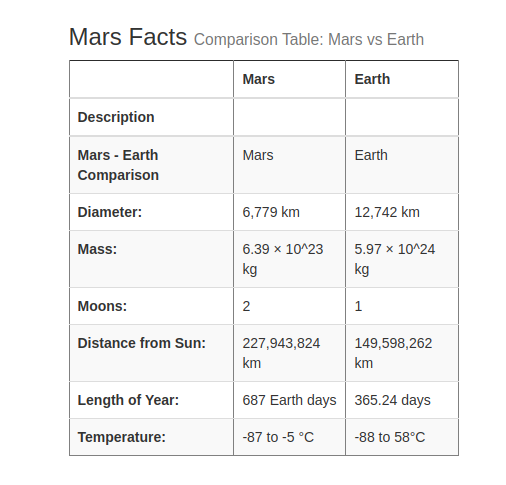 Mars Facts Comparison Table: Mars vs Earth
Mars Earth
Description
Mars - Earth Mars Earth
Comparison
Diameter: 6,779 km 12,742 km
Mass: 6.39 × 10^23 5.97 × 10^24
kg kg
Moons: 2 1
Distance from Sun: 227,943,824 149,598,262
km km
Length of Year: 687 Earth days 365.24 days
Temperature: -87 to -5 °C -88 to 58°C